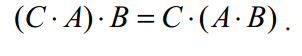 (C · A) · B = C · (A · B) .